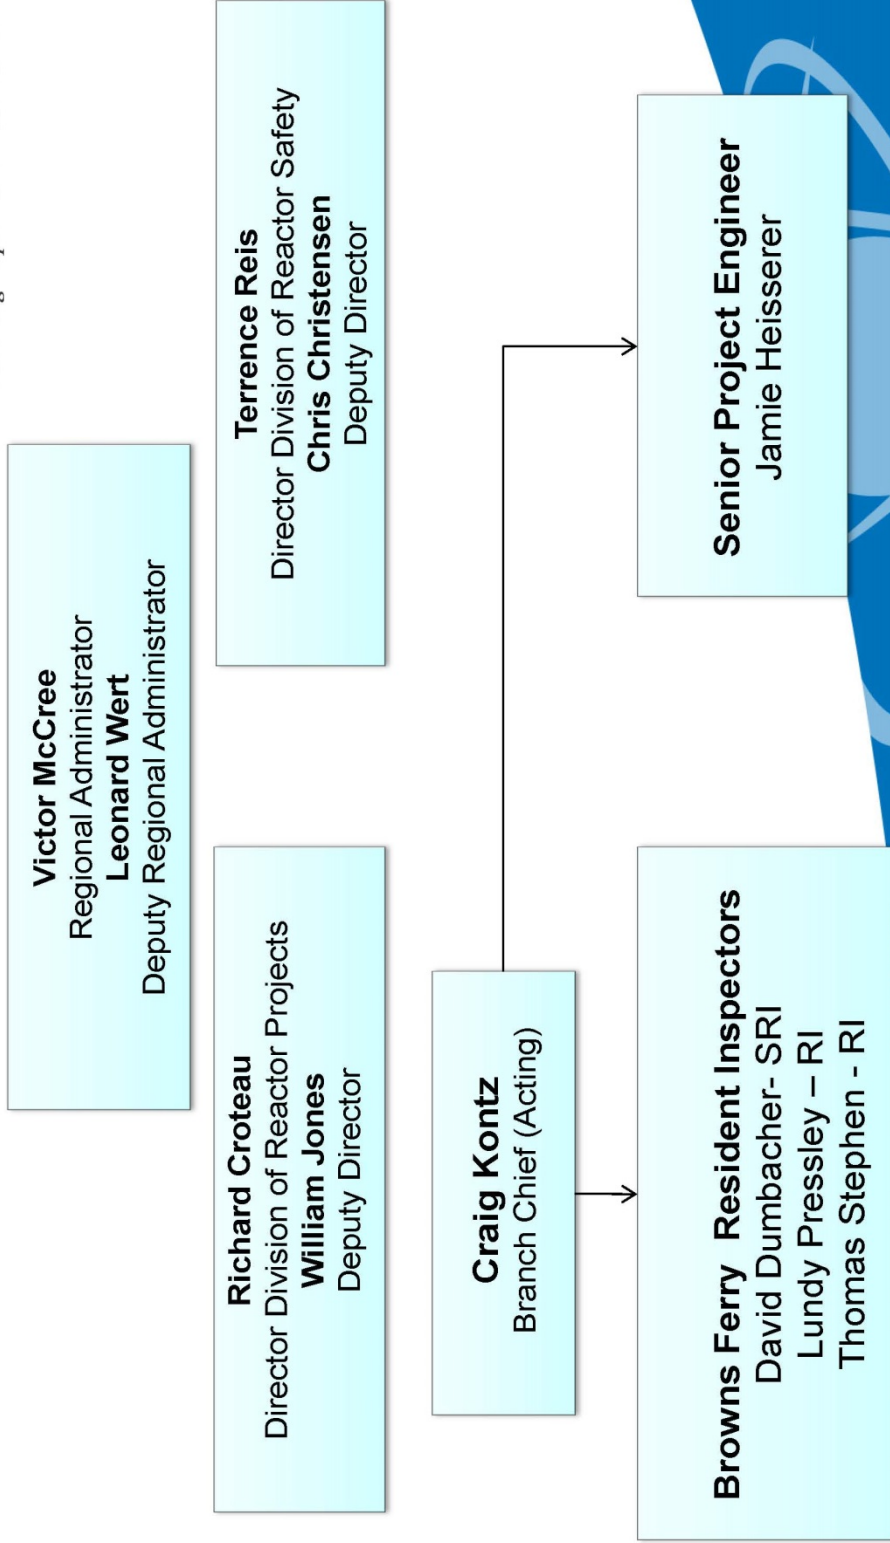 Victor McCree
Regional Administrator
Leonard Wert
Deputy Regional Administrator
Richard Croteau
Director Division of Reactor Projects
William Jones
Deputy Director
Terrence Reis
Director Division of Reactor Safety
Chris Christensen
Deputy Director
Craig Kontz
Branch Chief (Acting)
Browns Ferry  Resident Inspectors
David Dumbacher- SRI
Lundy Pressley – RI
Thomas Stephen - RI
Senior Project Engineer
Jamie Heisserer